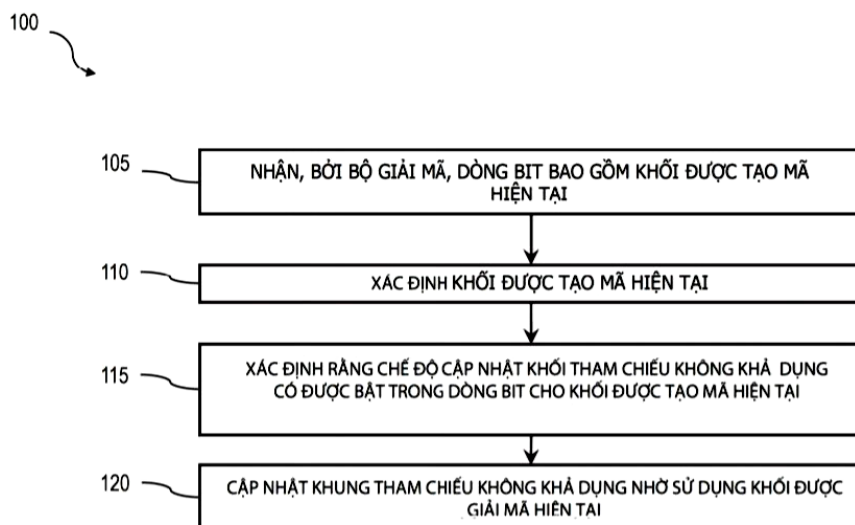 100
105
NHẬN, BỞI BỘ GIẢI MÃ, DÒNG BIT BAO GỒM KHỐI ĐƯỢC TẠO MÃ
HIỆN TẠI
110
XÁC ĐỊNH KHỐI ĐƯỢC TẠO MÃ HIỆN TẠI
115
XÁC ĐỊNH RẰNG CHẾ ĐỘ CẬP NHẬT KHỐI THAM CHIẾU KHÔNG KHẢ DỤNG
CÓ ĐƯỢC BẬT TRONG DÒNG BIT CHO KHỐI ĐƯỢC TẠO MÃ HIỆN TẠI
120
CẬP NHẬT KHUNG THAM CHIẾU KHÔNG KHẢ DỤNG NHỜ SỬ DỤNG KHỐI ĐƯỢC
GIẢI MÃ HIỆN TẠI